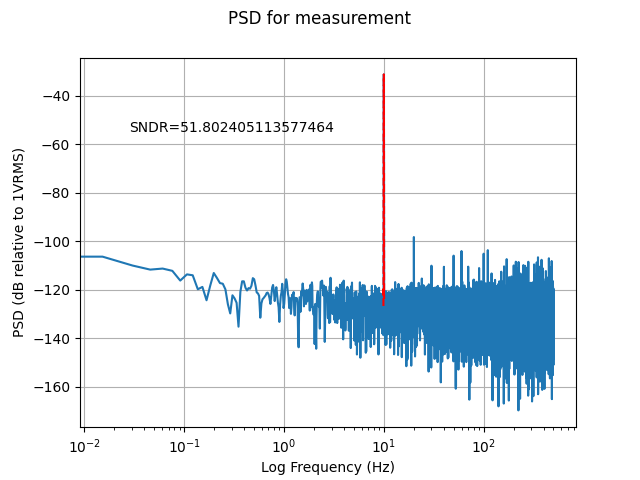 PSD for measurement
PSD (dB relative to 1VRMS)
−40
−60
−80
−100
−120
−140
−160
SNDR=51.802405113577464
10⁻² 10⁻¹ 10⁰ 10¹ 10²
Log Frequency (Hz)